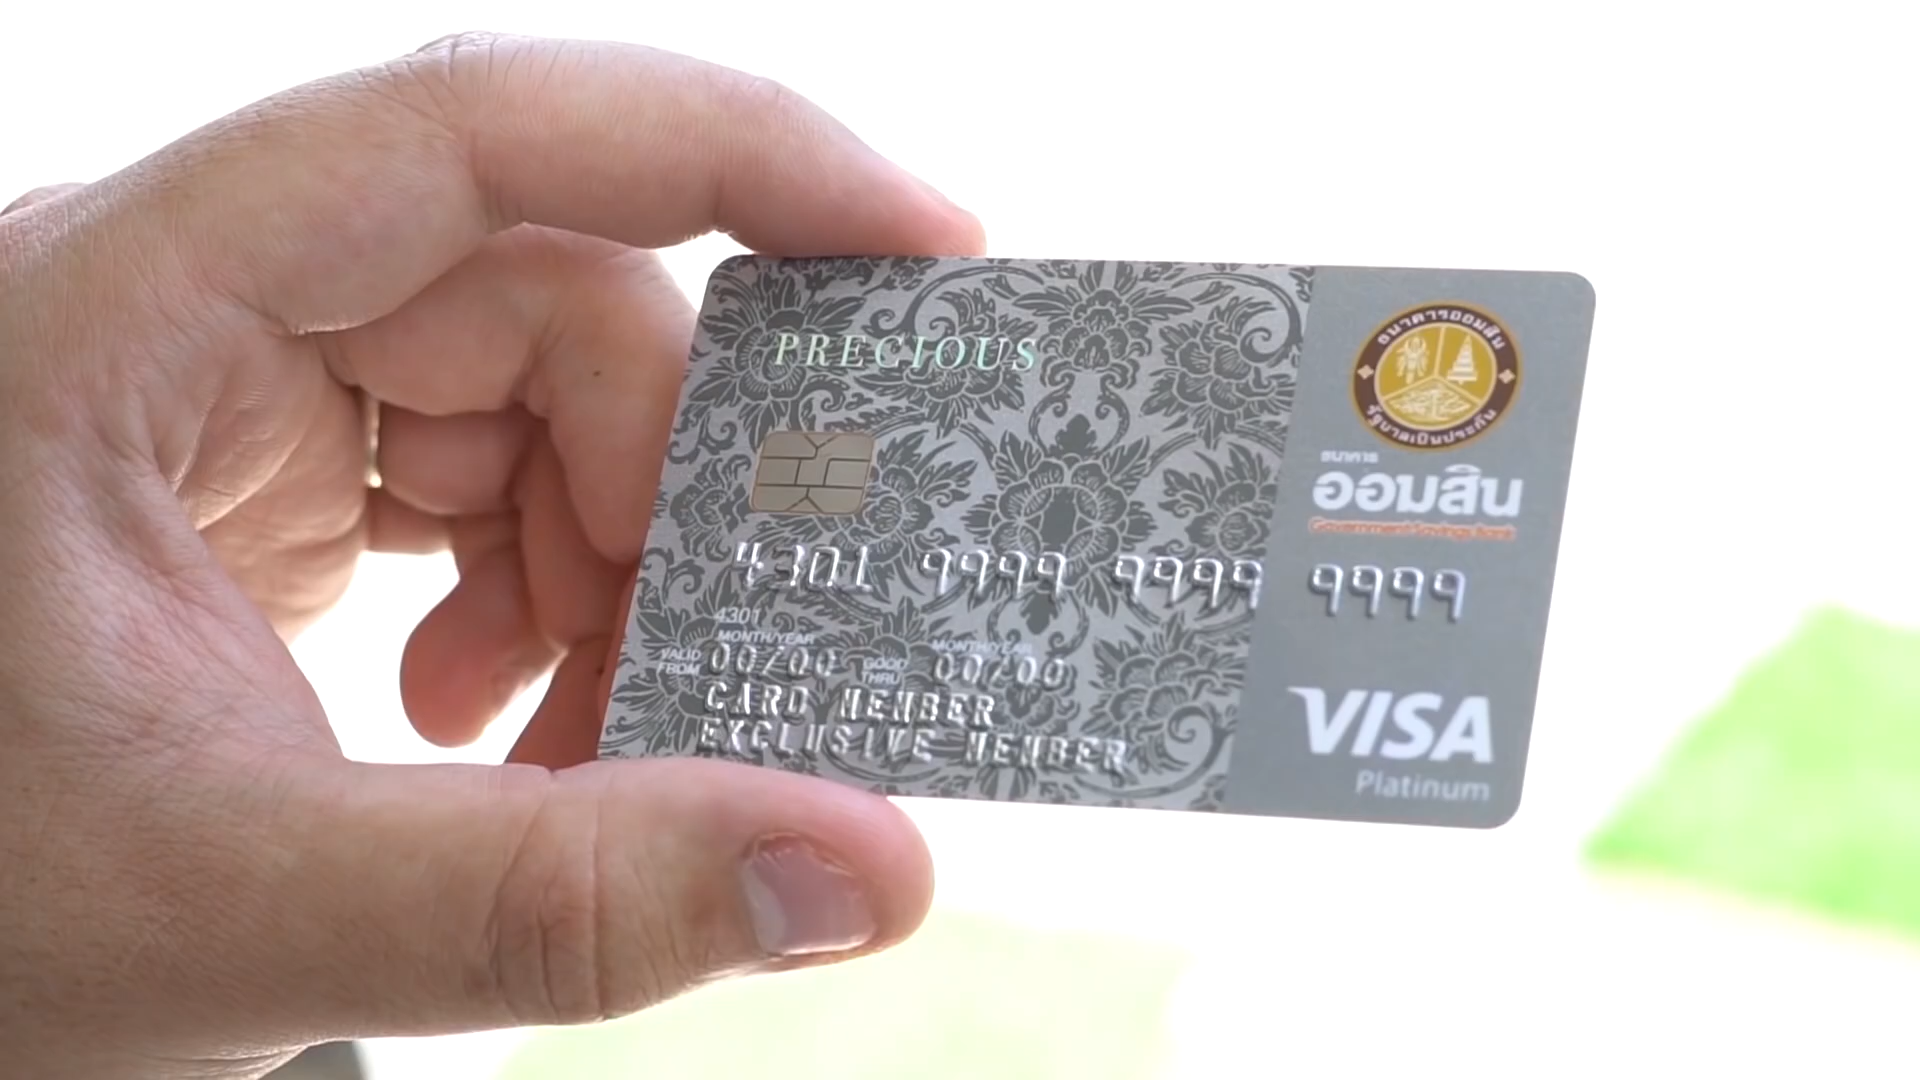 PRECIOUS
ธนาคารออมสิน
รัฐบาลเป็นประกัน
ธนาคาร
ออมสิน
Government Savings Bank
4301 9999 9999 9999
4301
MONTH/YEAR MONTH/YEAR
VALID FROM 00/00 GOOD THRU 00/00
CARD MEMBER
EXCLUSIVE MEMBER
VISA
Platinum